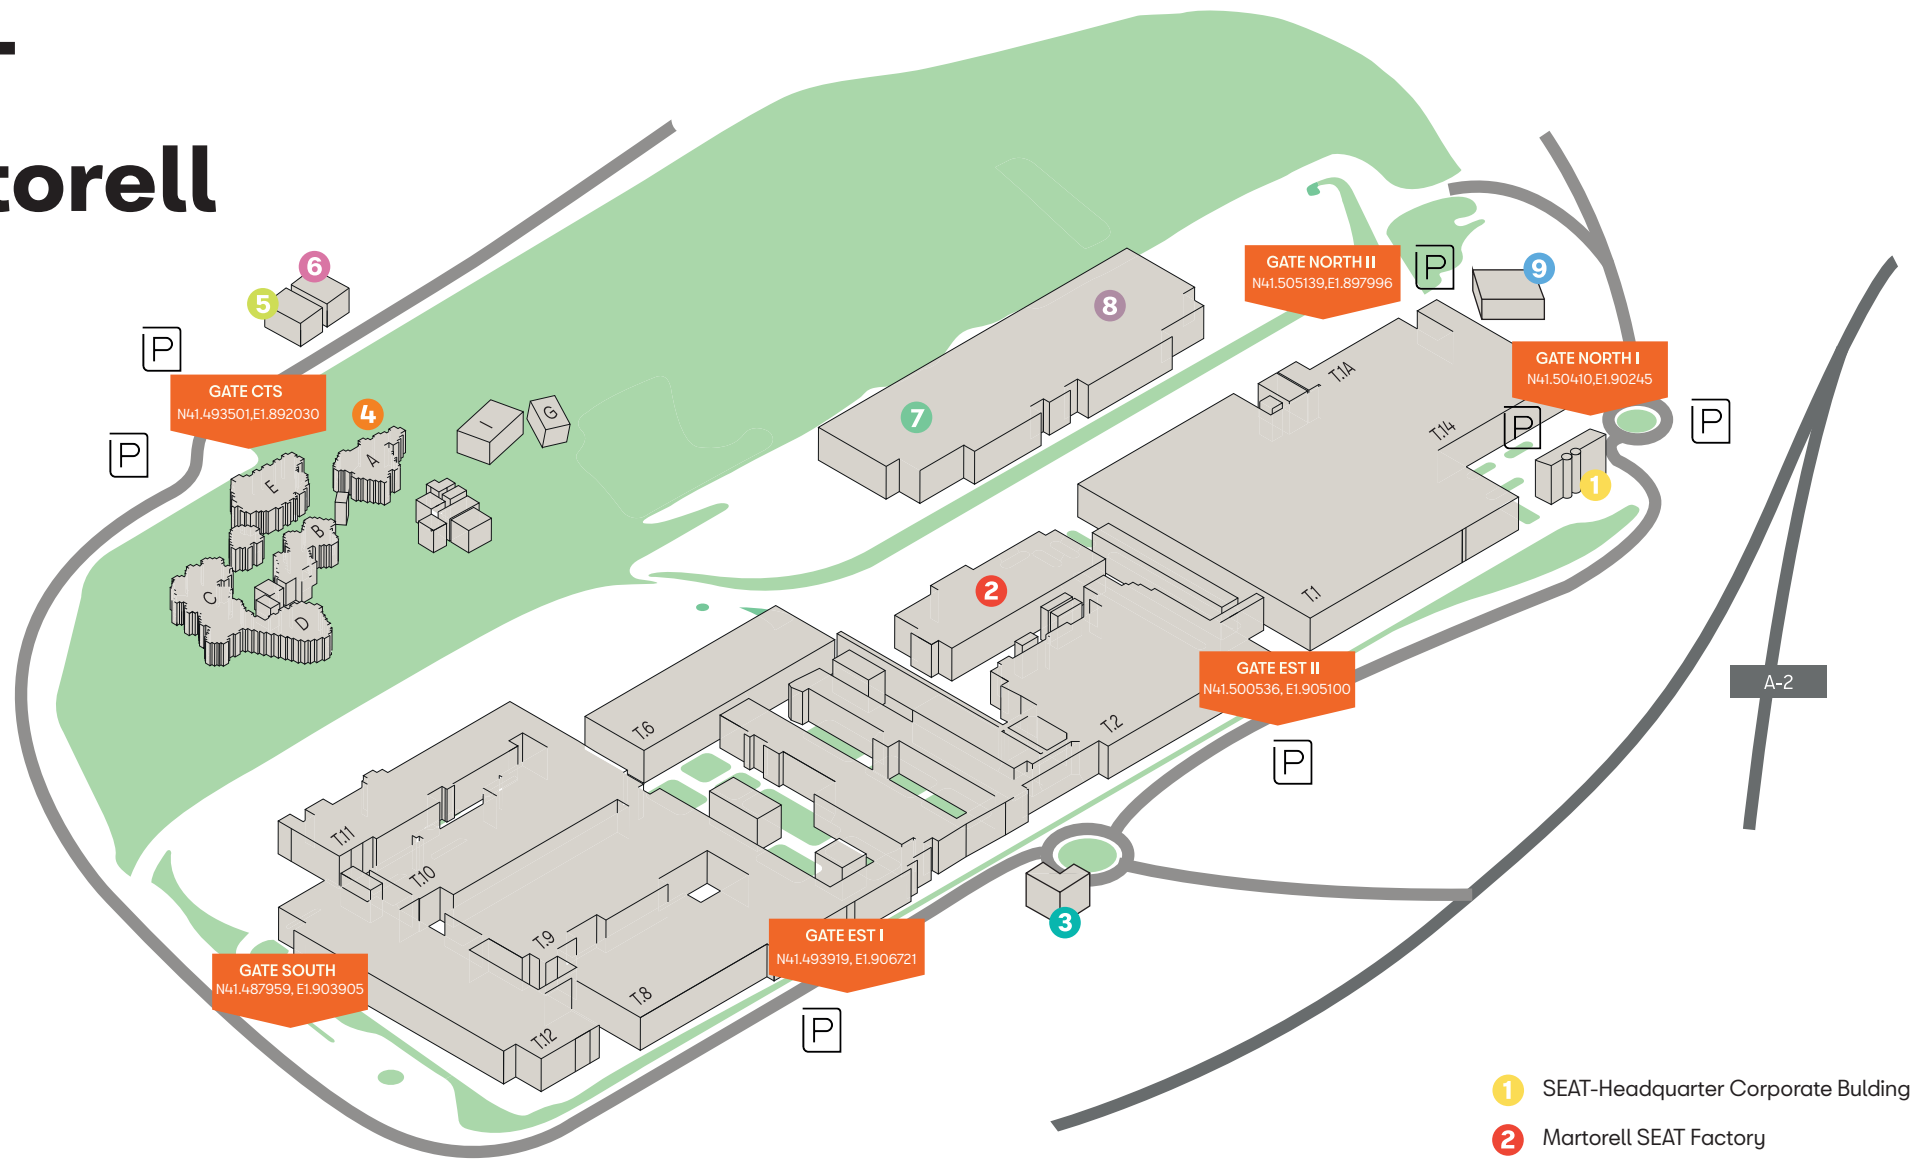 torell
6
5
GATE NORTH II
N41.505139,E1.897996
P
9
8
P
GATE CTS
N41.493501,E1.892030
GATE NORTH I
N41.50410,E1.90245
T.1A
4
7
G
I
P
T.14
P
P
A
E
1
B
2
C
D
T.1
GATE EST II
N41.500536, E1.905100
A-2
T.6
T.2
P
T.11
T.10
3
T.9
GATE EST I
N41.493919, E1.906721
GATE SOUTH
N41.487959, E1.903905
T.8
P
T.12
1 SEAT-Headquarter Corporate Bulding
2 Martorell SEAT Factory